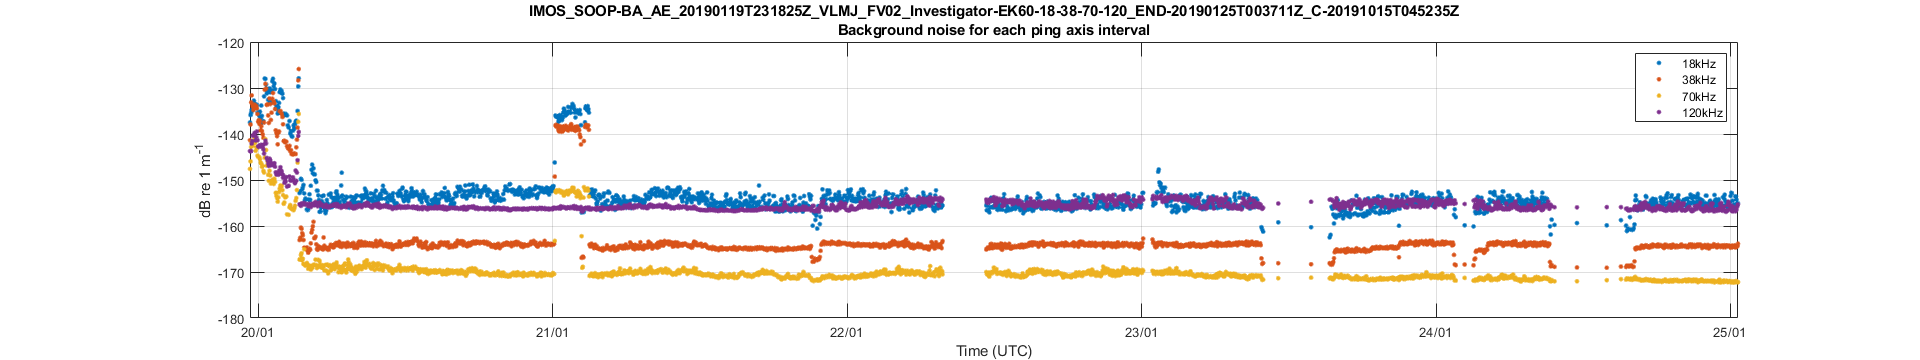 IMOS_SOOP-BA_AE_20190119T231825Z_VLMJ_FV02_Investigator-EK60-18-38-70-120_END-20190125T003711Z_C-20191015T045235Z
Background noise for each ping axis interval
-120
-130
-140
-150
-160
-170
-180
dB re 1 m⁻¹
18kHz
38kHz
70kHz
120kHz
20/01
21/01
22/01
23/01
24/01
25/01
Time (UTC)